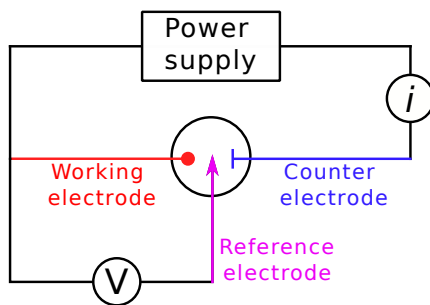 Power
supply
i
Working
electrode
Counter
electrode
Reference
electrode
V